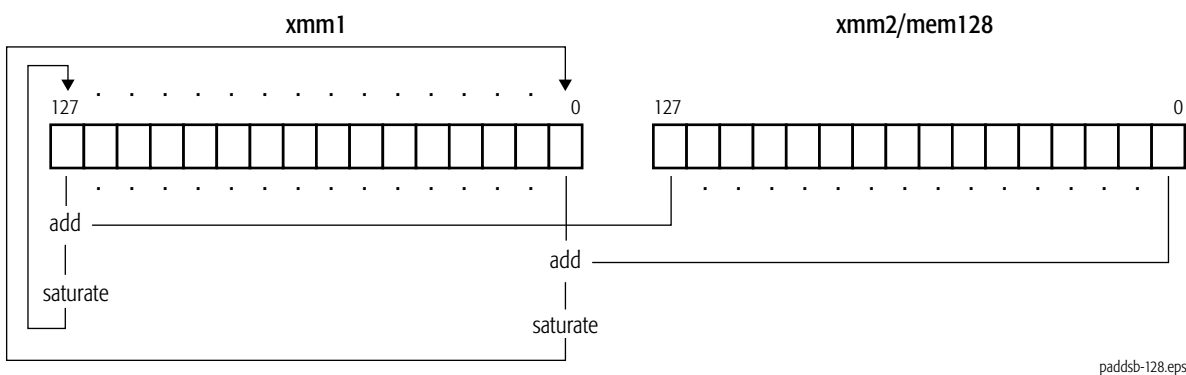 xmm1 xmm2/mem128
. . . . . . . . . . . . . .
127 0 127 0
. . . . . . . . . . . . . . . . . . . . . . . . . . . .
add
add
saturate
saturate
paddsb-128.eps